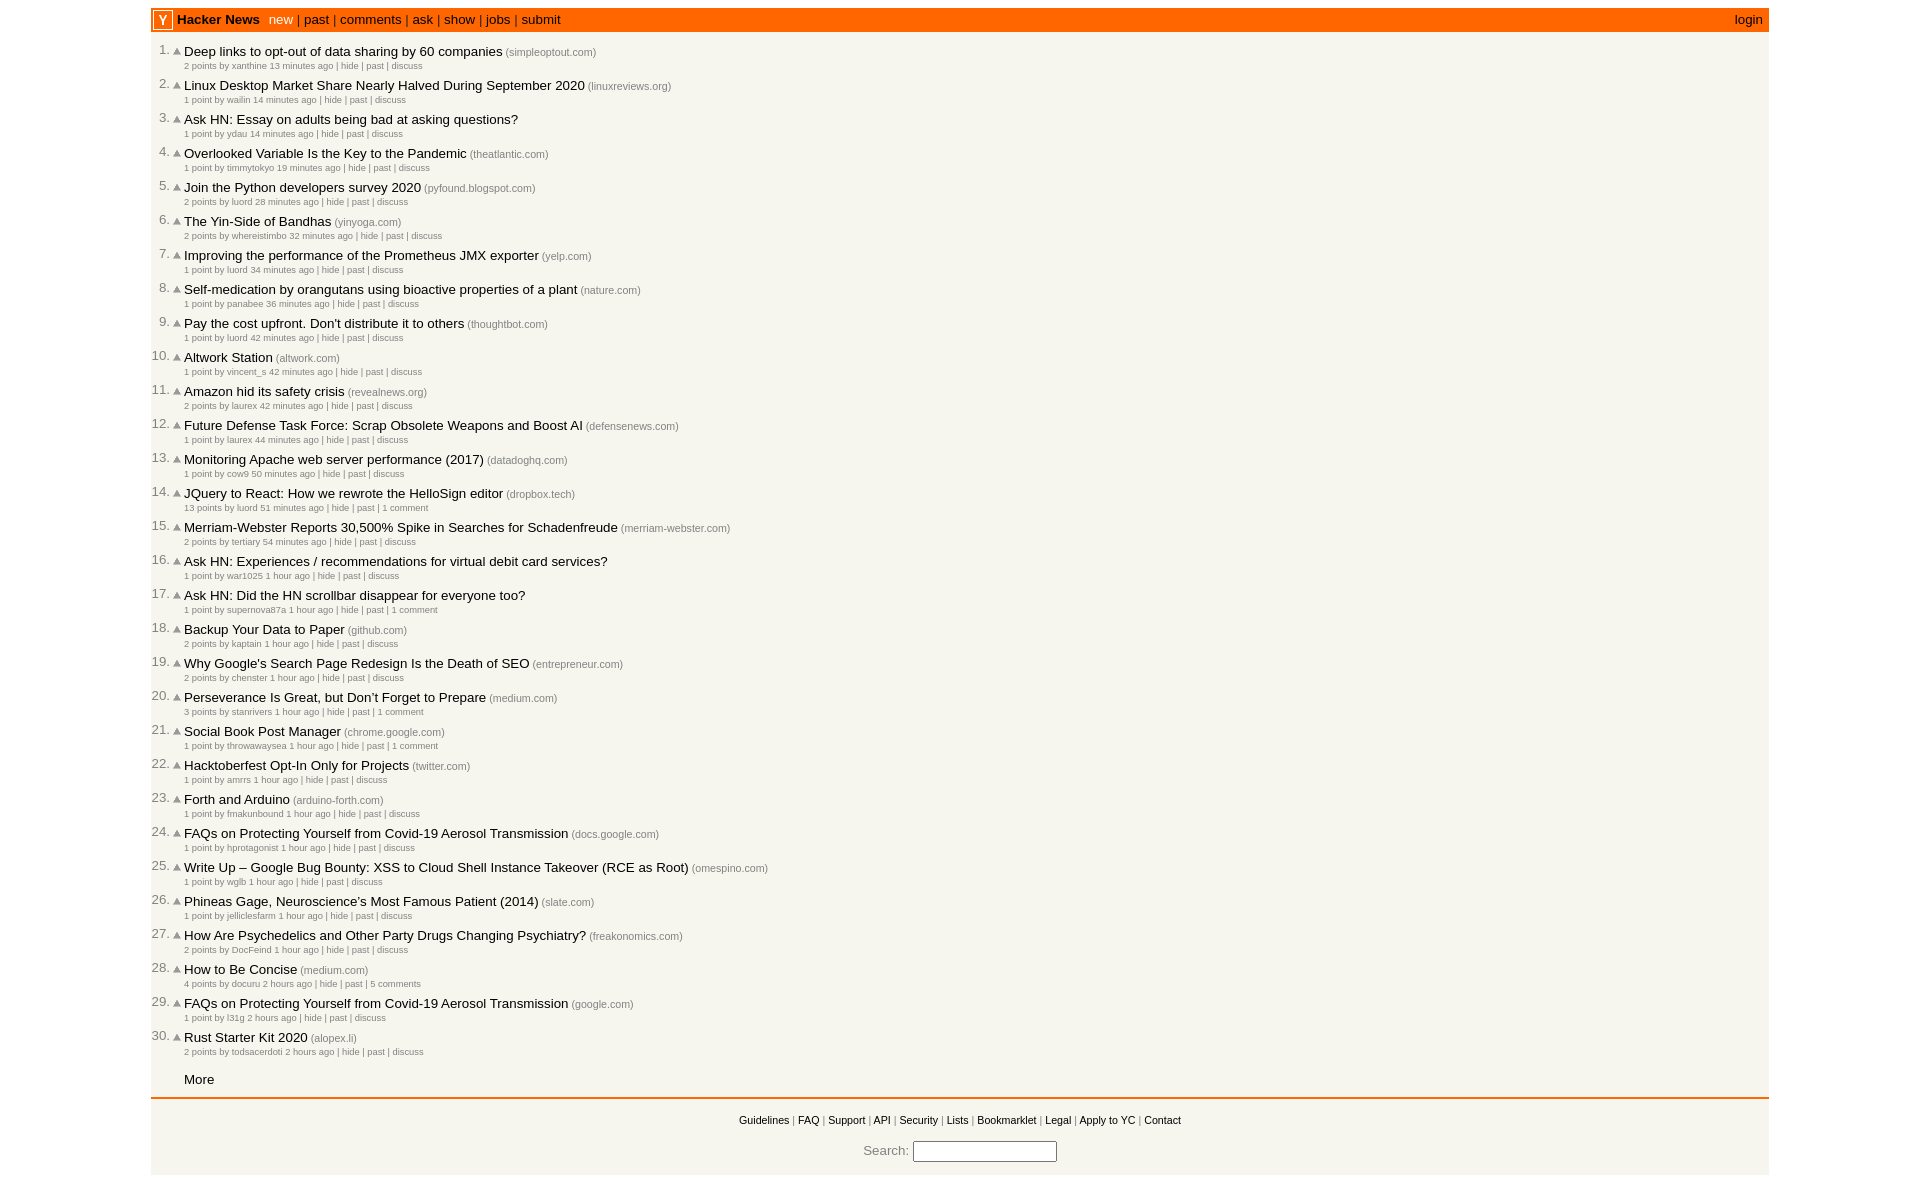 Y Hacker News new | past | comments | ask | show | jobs | submit login
1. Deep links to opt-out of data sharing by 60 companies (simpleoptout.com)
2 points by xanthine 13 minutes ago | hide | past | discuss
2. Linux Desktop Market Share Nearly Halved During September 2020 (linuxreviews.org)
1 point by wailin 14 minutes ago | hide | past | discuss
3. Ask HN: Essay on adults being bad at asking questions?
1 point by ydau 14 minutes ago | hide | past | discuss
4. Overlooked Variable Is the Key to the Pandemic (theatlantic.com)
1 point by timmytokyo 19 minutes ago | hide | past | discuss
5. Join the Python developers survey 2020 (pyfound.blogspot.com)
2 points by luord 28 minutes ago | hide | past | discuss
6. The Yin-Side of Bandhas (yinyoga.com)
2 points by whereistimbo 32 minutes ago | hide | past | discuss
7. Improving the performance of the Prometheus JMX exporter (yelp.com)
1 point by luord 34 minutes ago | hide | past | discuss
8. Self-medication by orangutans using bioactive properties of a plant (nature.com)
1 point by panabee 36 minutes ago | hide | past | discuss
9. Pay the cost upfront. Don't distribute it to others (thoughtbot.com)
1 point by luord 42 minutes ago | hide | past | discuss
10. Altwork Station (altwork.com)
1 point by vincent_s 42 minutes ago | hide | past | discuss
11. Amazon hid its safety crisis (revealnews.org)
2 points by laurex 42 minutes ago | hide | past | discuss
12. Future Defense Task Force: Scrap Obsolete Weapons and Boost AI (defensenews.com)
1 point by laurex 44 minutes ago | hide | past | discuss
13. Monitoring Apache web server performance (2017) (datadoghq.com)
1 point by cow9 50 minutes ago | hide | past | discuss
14. JQuery to React: How we rewrote the HelloSign editor (dropbox.tech)
13 points by luord 51 minutes ago | hide | past | 1 comment
15. Merriam-Webster Reports 30,500% Spike in Searches for Schadenfreude (merriam-webster.com)
2 points by tertiary 54 minutes ago | hide | past | discuss
16. Ask HN: Experiences / recommendations for virtual debit card services?
1 point by war1025 1 hour ago | hide | past | discuss
17. Ask HN: Did the HN scrollbar disappear for everyone too?
1 point by supernova87a 1 hour ago | hide | past | 1 comment
18. Backup Your Data to Paper (github.com)
2 points by kaptain 1 hour ago | hide | past | discuss
19. Why Google's Search Page Redesign Is the Death of SEO (entrepreneur.com)
2 points by chenster 1 hour ago | hide | past | discuss
20. Perseverance Is Great, but Don’t Forget to Prepare (medium.com)
3 points by stanrivers 1 hour ago | hide | past | 1 comment
21. Social Book Post Manager (chrome.google.com)
1 point by throwawaysea 1 hour ago | hide | past | 1 comment
22. Hacktoberfest Opt-In Only for Projects (twitter.com)
1 point by amrrs 1 hour ago | hide | past | discuss
23. Forth and Arduino (arduino-forth.com)
1 point by fmakunbound 1 hour ago | hide | past | discuss
24. FAQs on Protecting Yourself from Covid-19 Aerosol Transmission (docs.google.com)
1 point by hprotagonist 1 hour ago | hide | past | discuss
25. Write Up – Google Bug Bounty: XSS to Cloud Shell Instance Takeover (RCE as Root) (omespino.com)
1 point by wglb 1 hour ago | hide | past | discuss
26. Phineas Gage, Neuroscience’s Most Famous Patient (2014) (slate.com)
1 point by jelliclesfarm 1 hour ago | hide | past | discuss
27. How Are Psychedelics and Other Party Drugs Changing Psychiatry? (freakonomics.com)
2 points by DocFeind 1 hour ago | hide | past | discuss
28. How to Be Concise (medium.com)
4 points by docuru 2 hours ago | hide | past | 5 comments
29. FAQs on Protecting Yourself from Covid-19 Aerosol Transmission (google.com)
1 point by l31g 2 hours ago | hide | past | discuss
30. Rust Starter Kit 2020 (alopex.li)
2 points by todsacerdoti 2 hours ago | hide | past | discuss
More
Guidelines | FAQ | Support | API | Security | Lists | Bookmarklet | Legal | Apply to YC | Contact
Search: